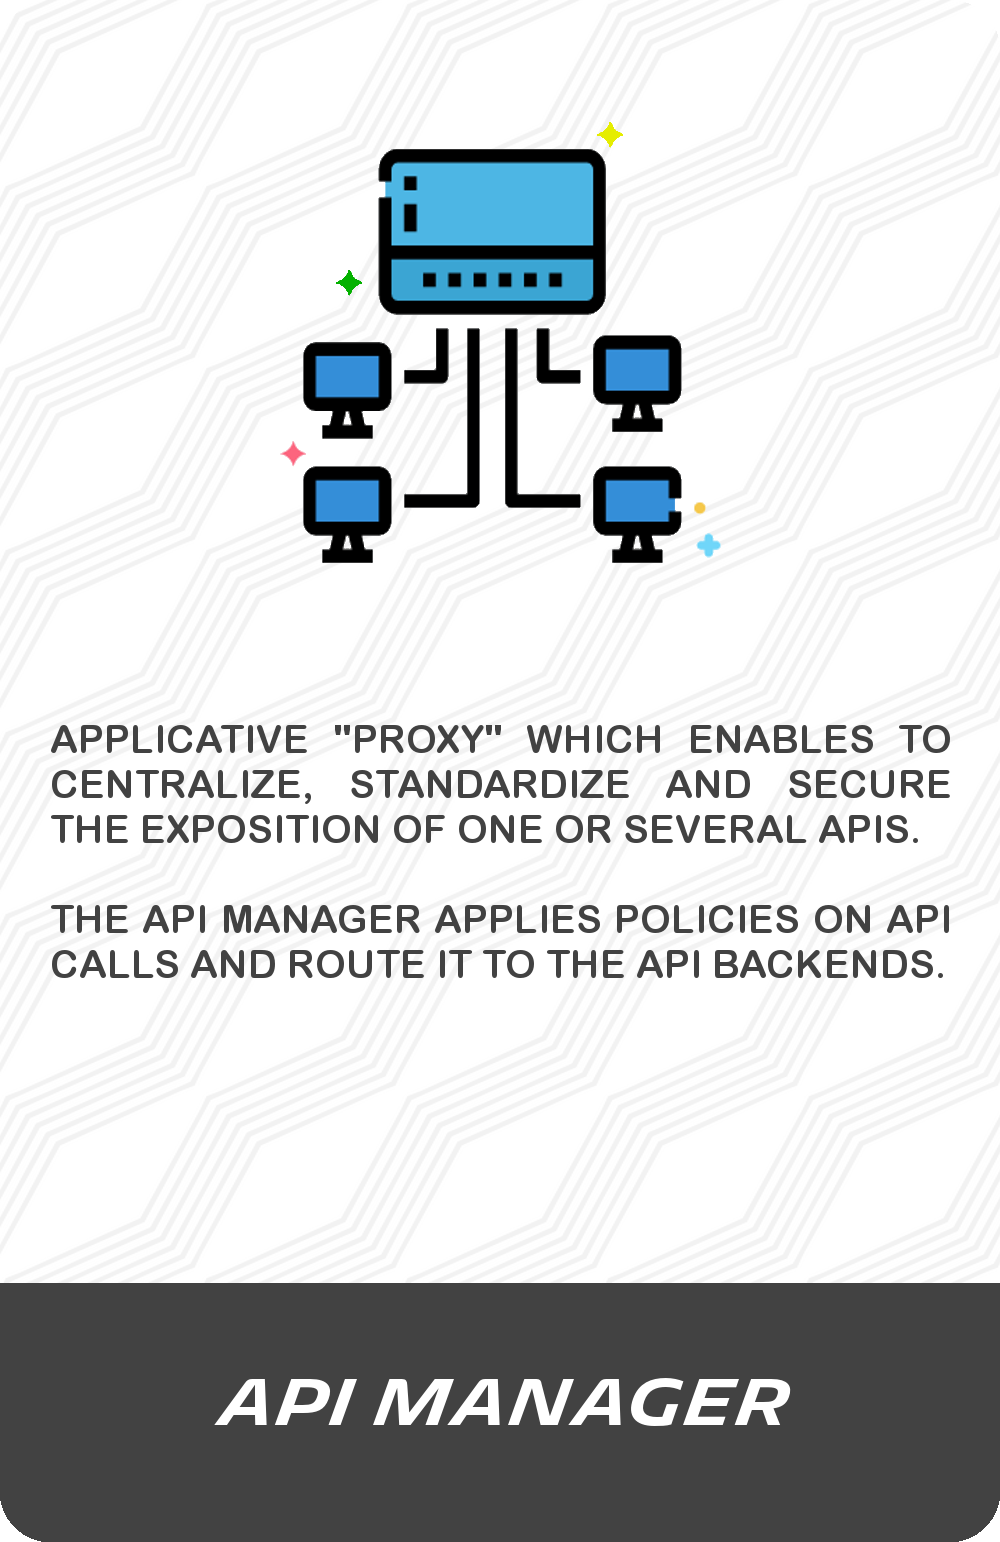 APPLICATIVE "PROXY" WHICH ENABLES TO
CENTRALIZE, STANDARDIZE AND SECURE
THE EXPOSITION OF ONE OR SEVERAL APIS.
THE API MANAGER APPLIES POLICIES ON API
CALLS AND ROUTE IT TO THE API BACKENDS.
API MANAGER